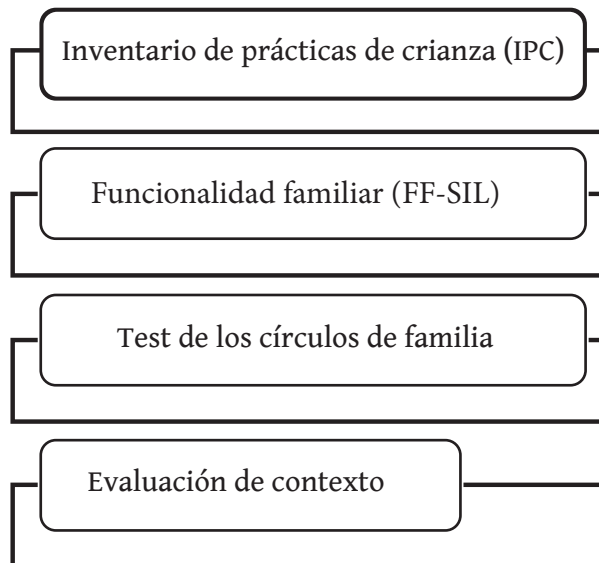 Inventario de prácticas de crianza (IPC)
Funcionalidad familiar (FF-SIL)
Test de los círculos de familia
Evaluación de contexto